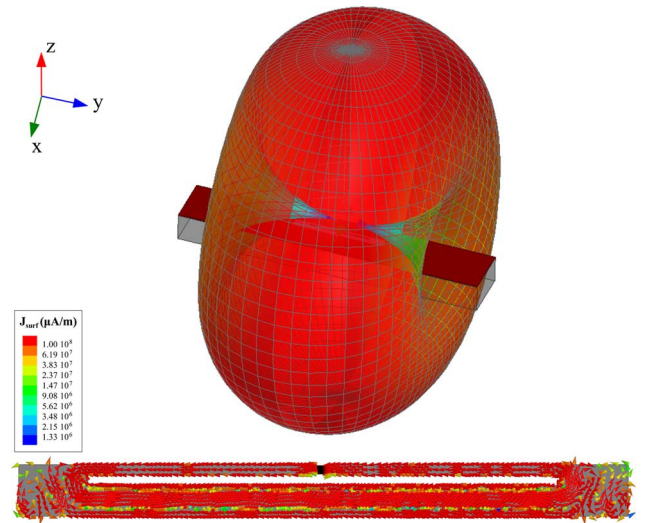 z
y
x
J_surf (μA/m)
1.00 10^8
6.19 10^7
3.83 10^7
2.37 10^7
1.47 10^7
9.08 10^6
5.62 10^6
3.48 10^6
2.15 10^6
1.33 10^6